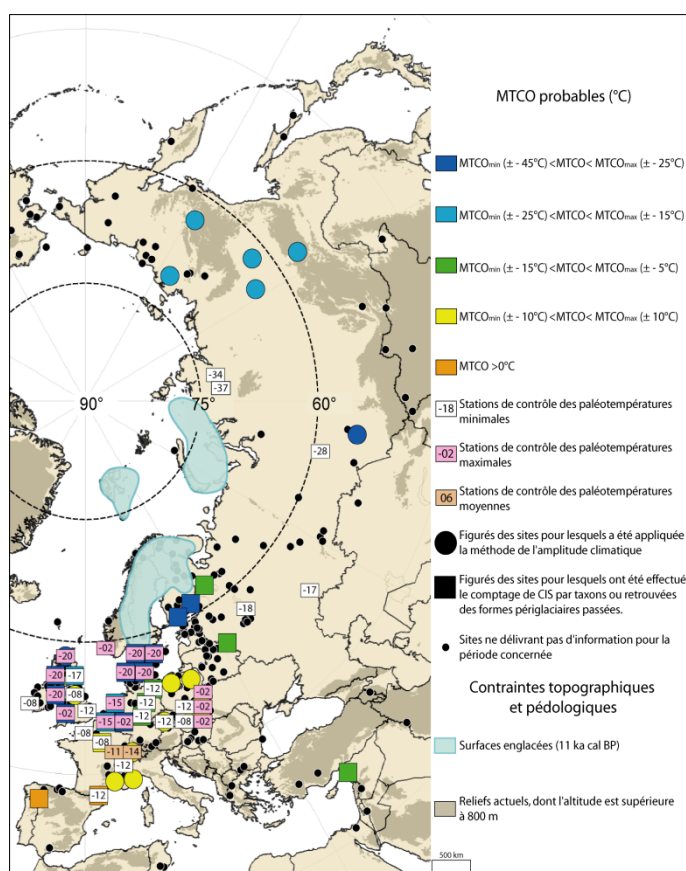 MTCO probables (°C)
MTCOmin (± - 45°C) <MTCO< MTCOmax (± - 25°C)
MTCOmin (± - 25°C) <MTCO< MTCOmax (± - 15°C)
MTCOmin (± - 15°C) <MTCO< MTCOmax (± - 5°C)
MTCOmin (± - 10°C) <MTCO< MTCOmax (± 10°C)
MTCO >0°C
-18 Stations de contrôle des paléotempératures
minimales
-02 Stations de contrôle des paléotempératures
maximales
06 Stations de contrôle des paléotempératures
moyennes
Figurés des sites pour lesquels a été appliquée
la méthode de l'amplitude climatique
Figurés des sites pour lesquels ont été effectué
le comptage de CIS par taxons ou retrouvées
des formes périglaciaires passées.
Sites ne délivrant pas d'information pour la
période concernée
Contraintes topographiques
et pédologiques
Surfaces englacées (11 ka cal BP)
Reliefs actuels, dont l'altitude est supérieure
à 800 m
500 km
-34
-37
90° 75° 60°
-28
-17
-18
-02
-20 -20 -20
-20 -17 -20 -20
-12 -02
-08 -20 -08 -15 -12 -12 -02
-02 -12 -15 -02 -12 -08 -02
-08
-08
-11 -14
-12
-12